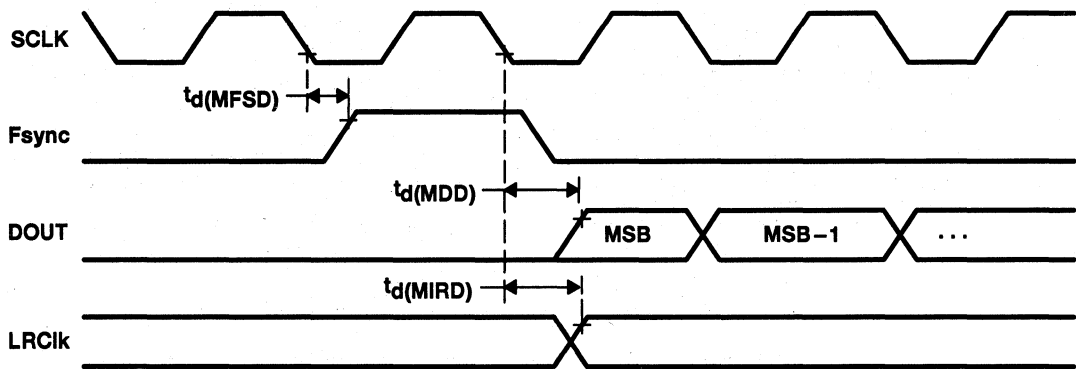 SCLK
td(MFSD)
Fsync
td(MDD)
DOUT
MSB
MSB–1
...
td(MIRD)
LRClk